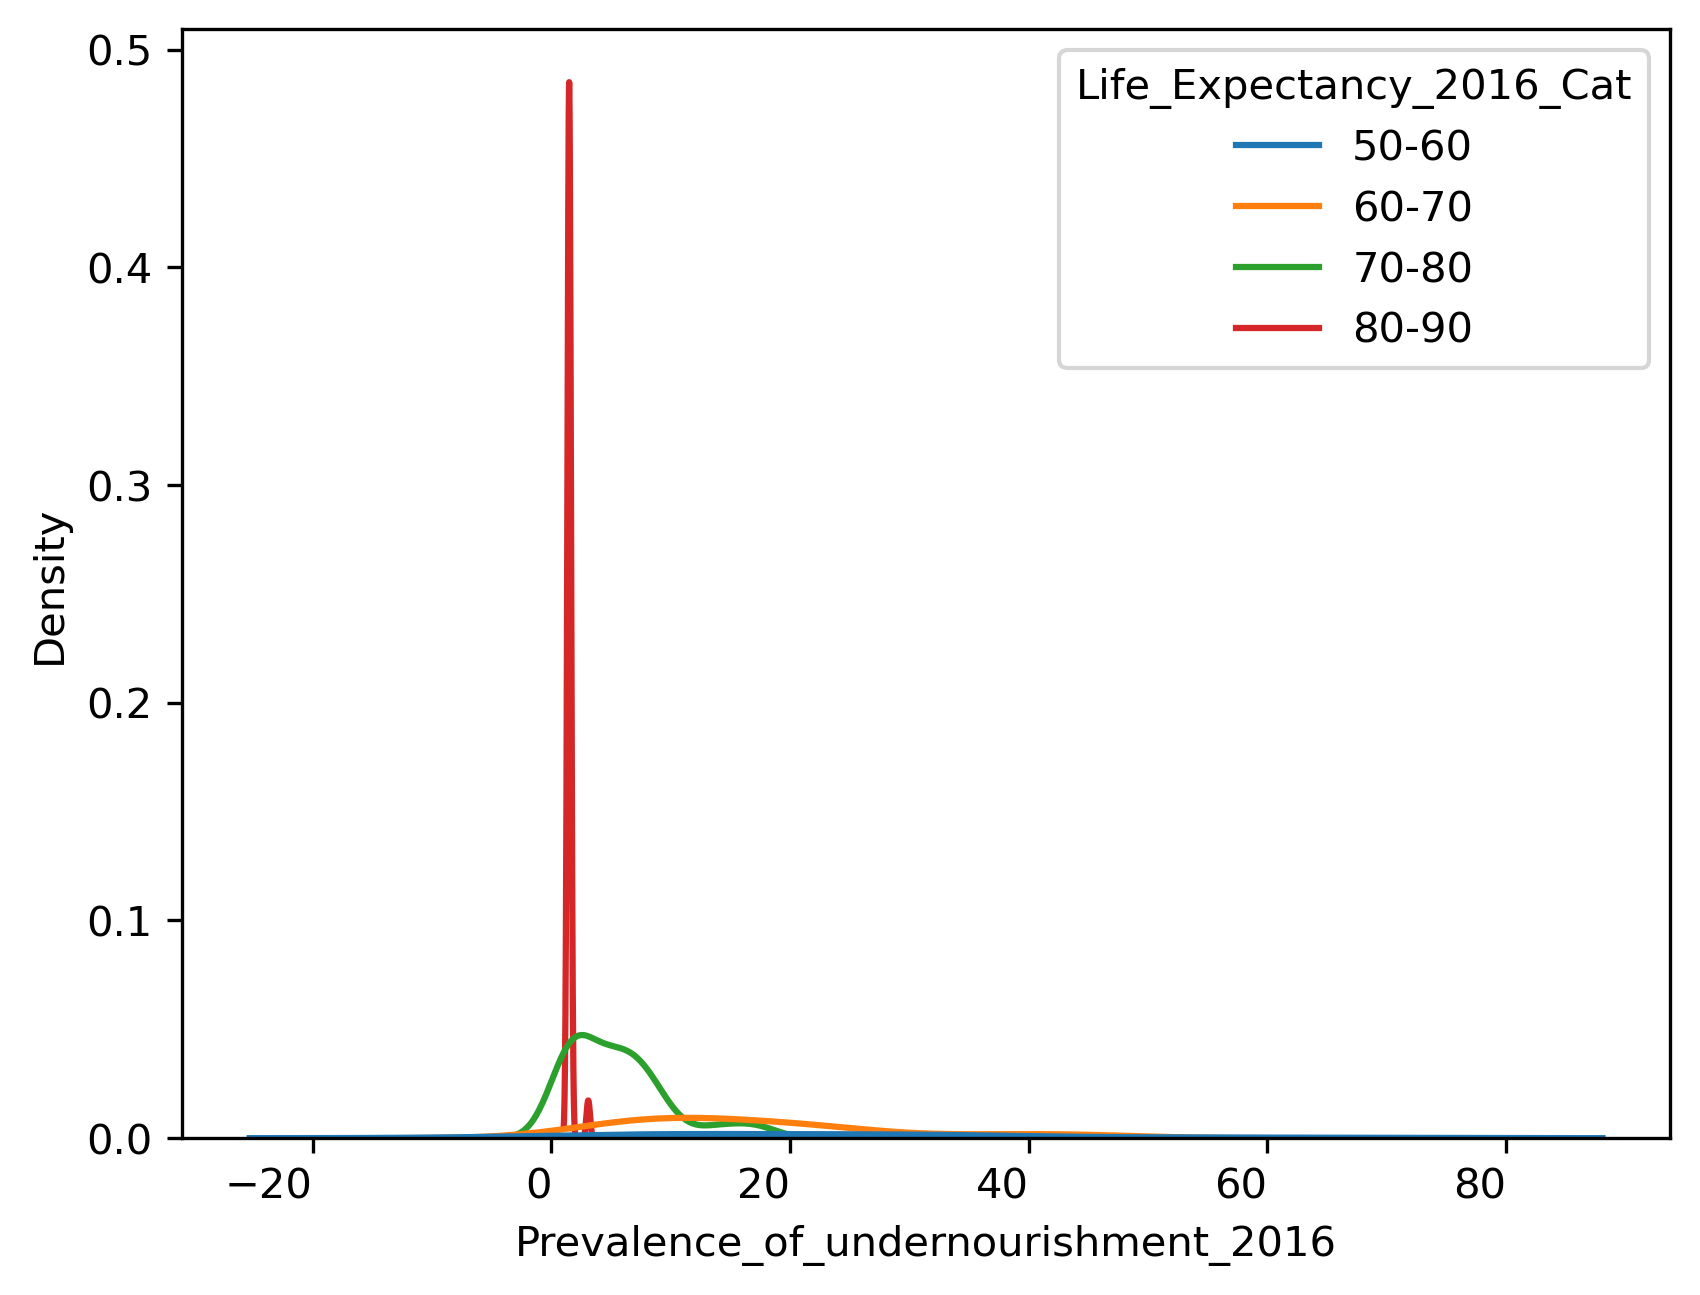 Life_Expectancy_2016_Cat
50-60
60-70
70-80
80-90
0.5
0.4
0.3
0.2
0.1
0.0
Density
−20 0 20 40 60 80
Prevalence_of_undernourishment_2016